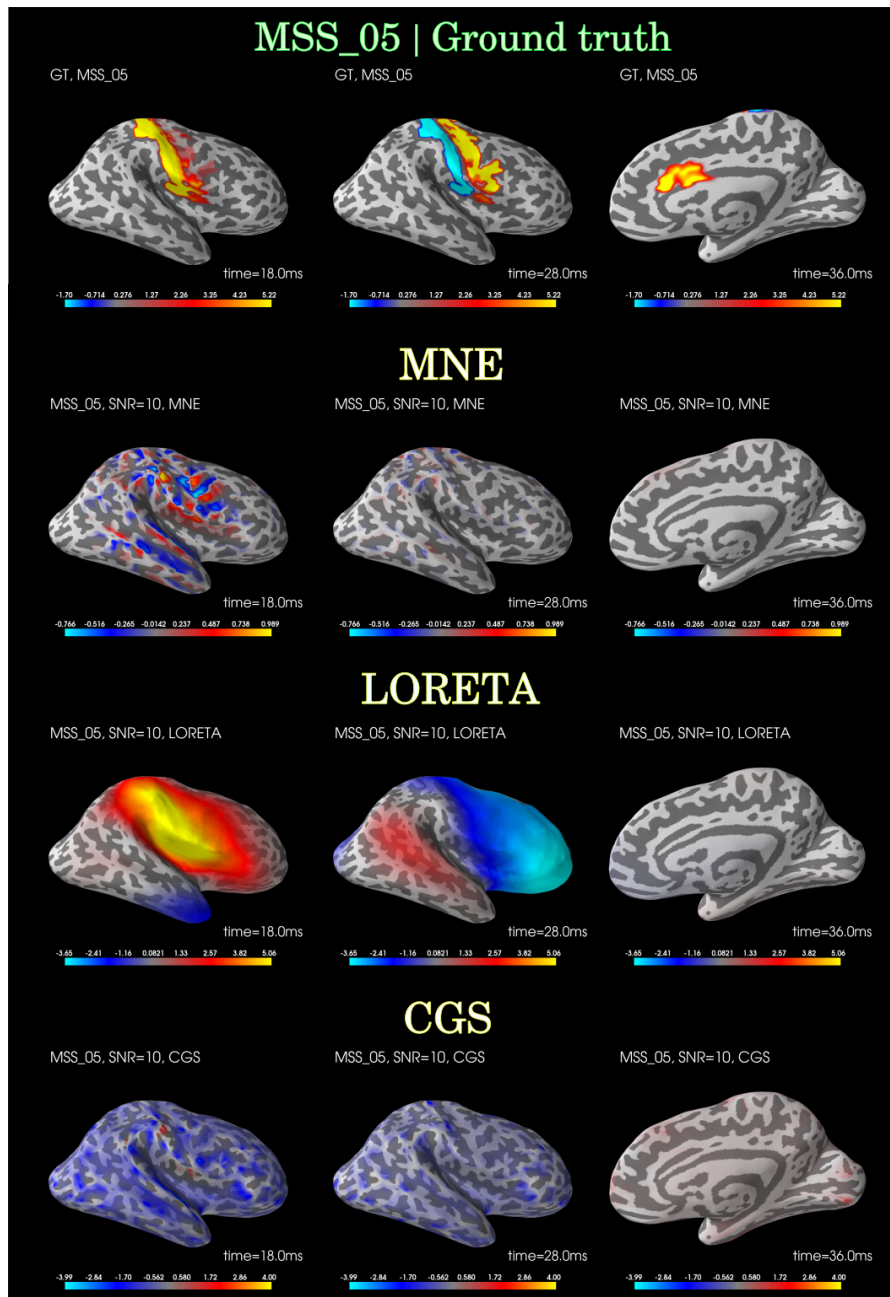 MSS_05 | Ground truth
GT, MSS_05 GT, MSS_05 GT, MSS_05
time=18.0ms time=28.0ms time=36.0ms
-1.70 -0.714 0.276 1.27 2.26 3.25 4.23 5.22 -1.70 -0.714 0.276 1.27 2.26 3.25 4.23 5.22 -1.70 -0.714 0.276 1.27 2.26 3.25 4.23 5.22
MNE
MSS_05, SNR=10, MNE MSS_05, SNR=10, MNE MSS_05, SNR=10, MNE
time=18.0ms time=28.0ms time=36.0ms
-0.766 -0.516 -0.265 -0.0142 0.237 0.487 0.738 0.989 -0.766 -0.516 -0.265 -0.0142 0.237 0.487 0.738 0.989 -0.766 -0.516 -0.265 -0.0142 0.237 0.487 0.738 0.989
LORETA
MSS_05, SNR=10, LORETA MSS_05, SNR=10, LORETA MSS_05, SNR=10, LORETA
time=18.0ms time=28.0ms time=36.0ms
-3.65 -2.41 -1.16 0.0821 1.33 2.57 3.82 5.06 -3.65 -2.41 -1.16 0.0821 1.33 2.57 3.82 5.06 -3.65 -2.41 -1.16 0.0821 1.33 2.57 3.82 5.06
CGS
MSS_05, SNR=10, CGS MSS_05, SNR=10, CGS MSS_05, SNR=10, CGS
time=18.0ms time=28.0ms time=36.0ms
-3.99 -2.84 -1.70 -0.562 0.580 1.72 2.86 4.00 -3.99 -2.84 -1.70 -0.562 0.580 1.72 2.86 4.00 -3.99 -2.84 -1.70 -0.562 0.580 1.72 2.86 4.00